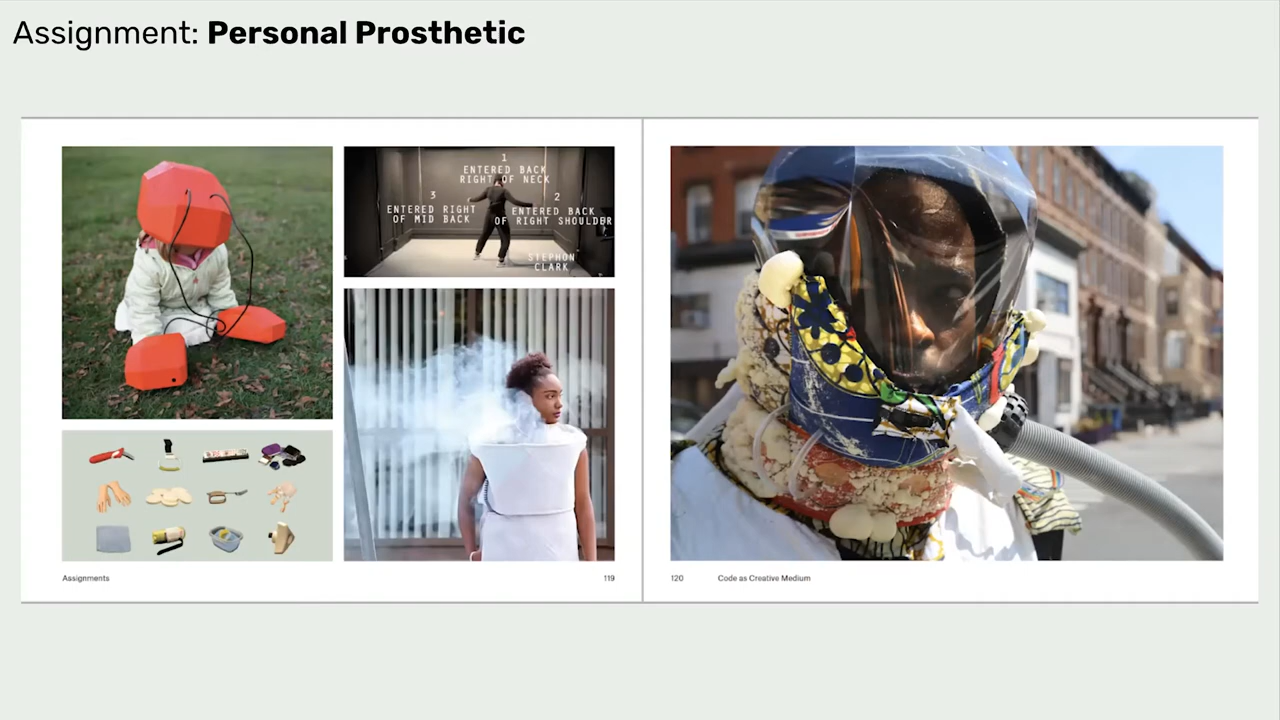 Assignment: Personal Prosthetic
1
ENTERED BACK
RIGHT OF NECK
3
ENTERED RIGHT
OF MID BACK
2
ENTERED BACK
OF RIGHT SHOULDER
STEPHON
CLARK
Assignments
119
120
Code as Creative Medium